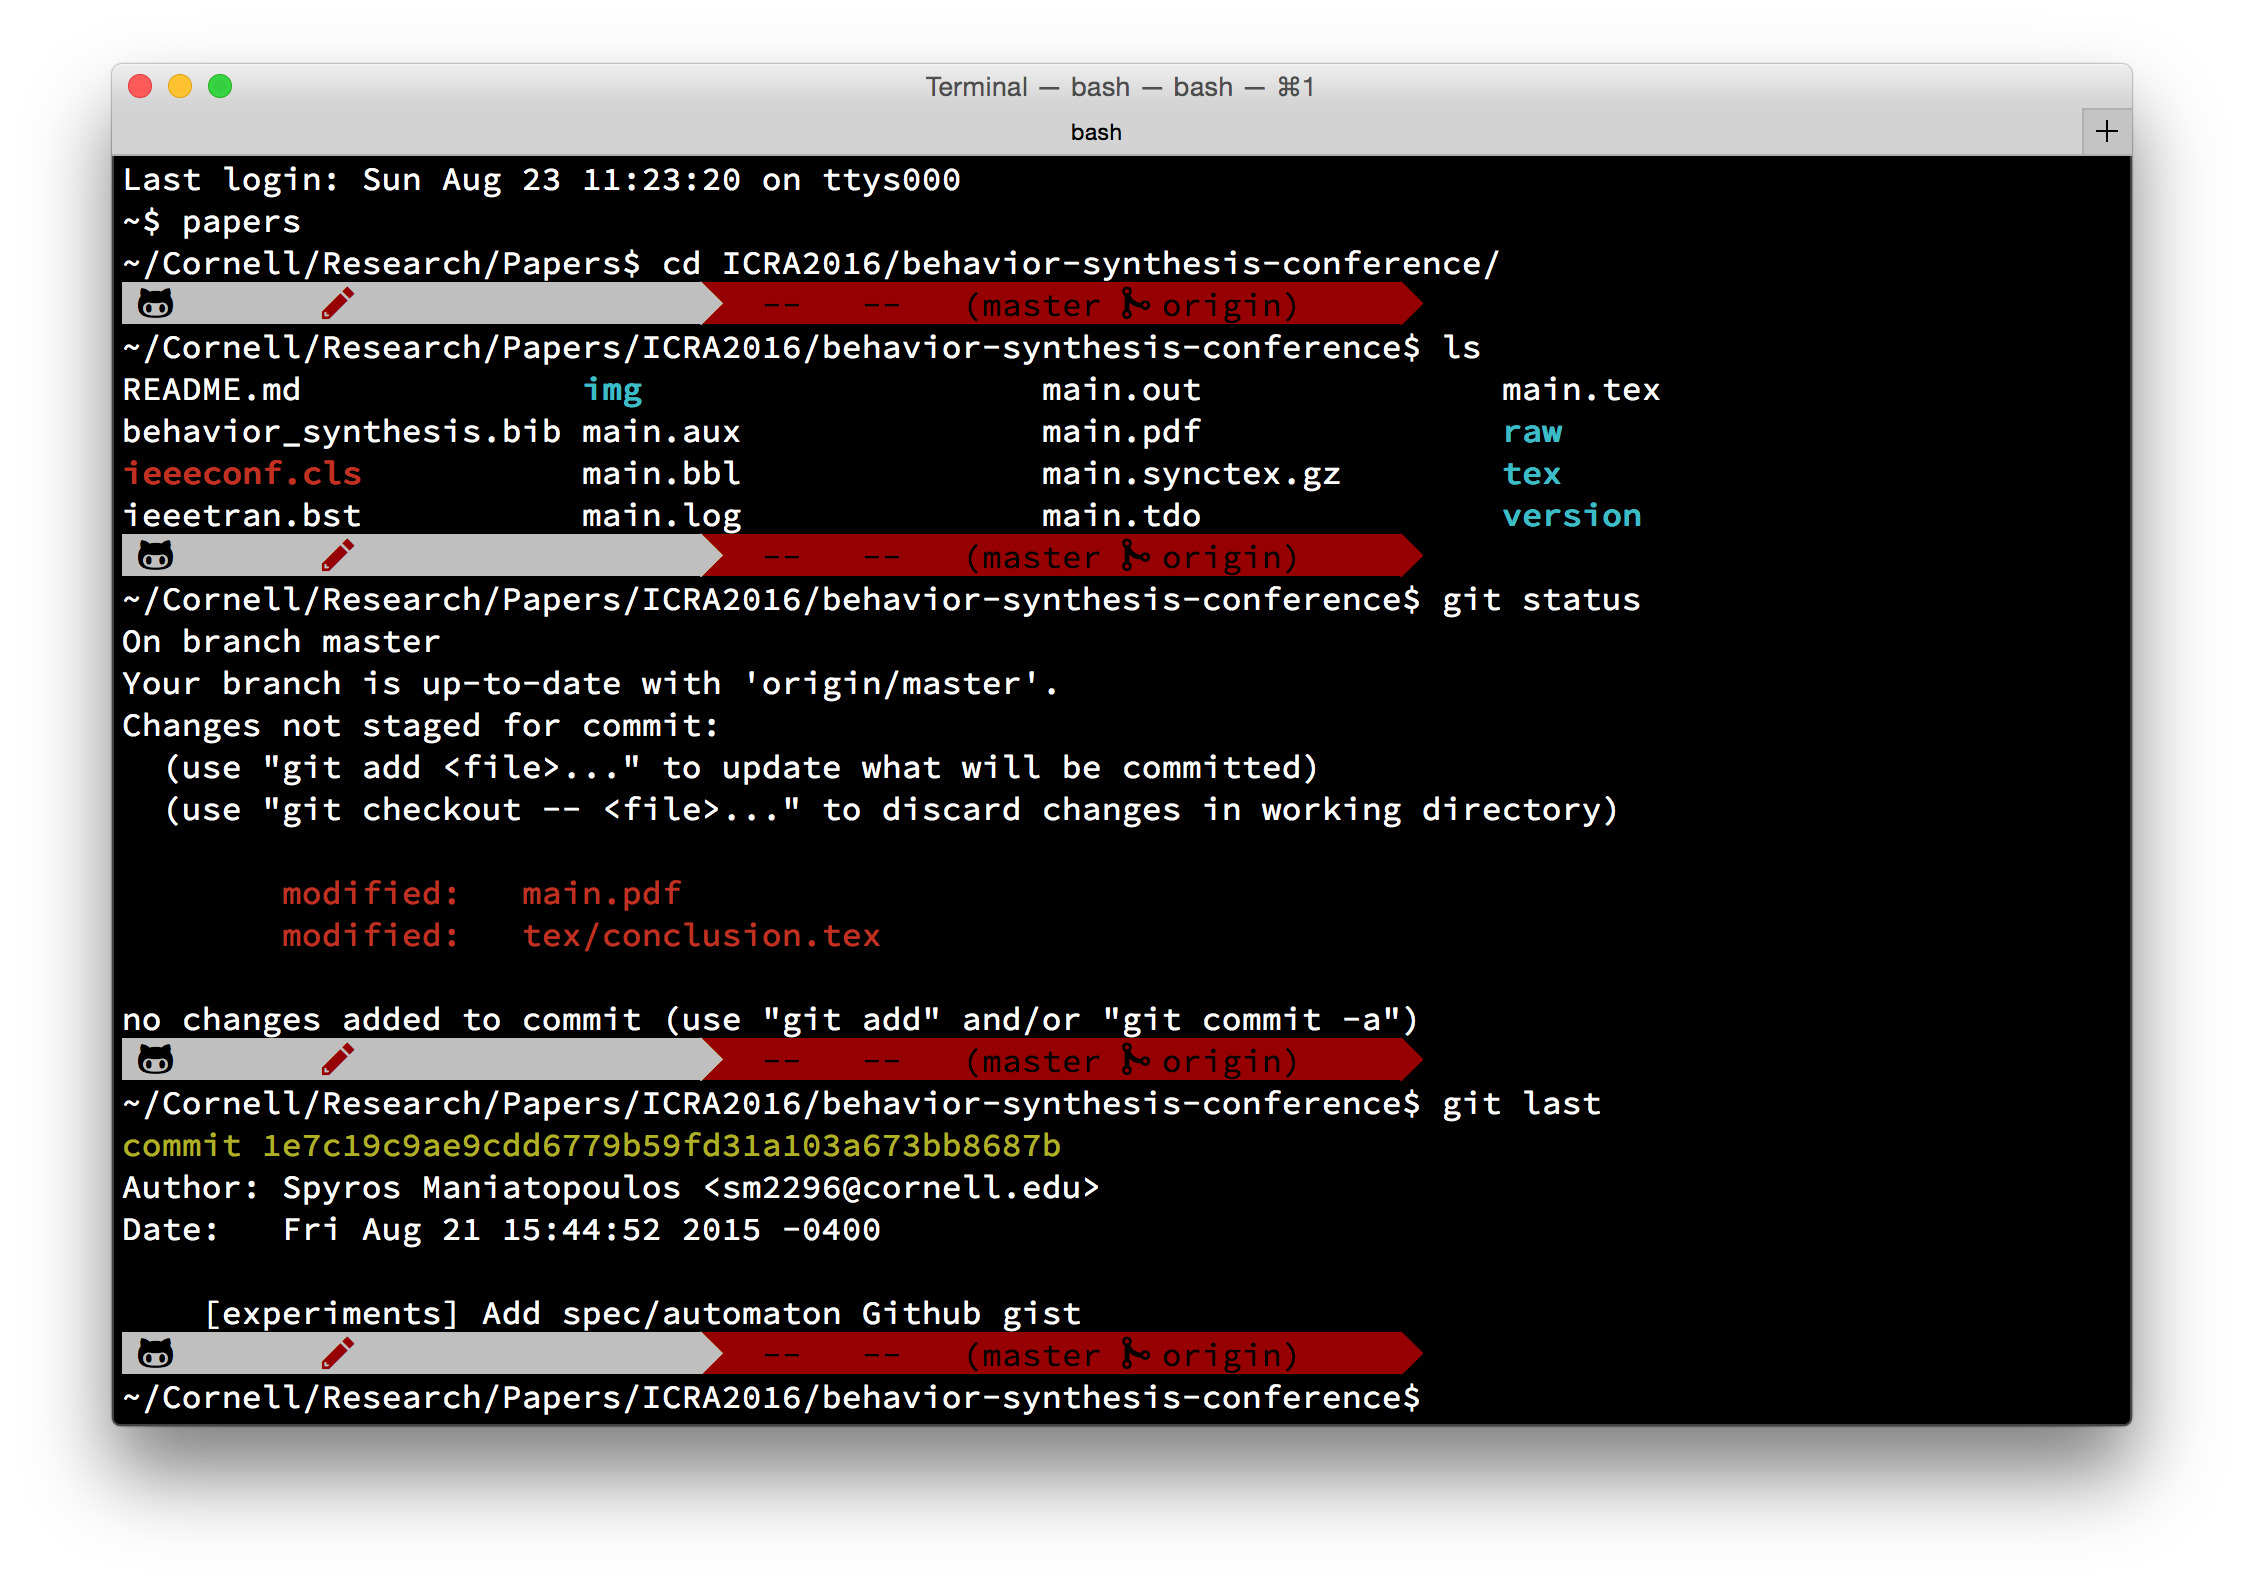 Terminal — bash — bash — ⌘1
bash
Last login: Sun Aug 23 11:23:20 on ttys000
~$ papers
~/Cornell/Research/Papers$ cd ICRA2016/behavior-synthesis-conference/
-- -- (master origin)
~/Cornell/Research/Papers/ICRA2016/behavior-synthesis-conference$ ls
README.md img main.out main.tex
behavior_synthesis.bib main.aux main.pdf raw
ieeeconf.cls main.bbl main.synctex.gz tex
ieeetran.bst main.log main.tdo version
-- -- (master origin)
~/Cornell/Research/Papers/ICRA2016/behavior-synthesis-conference$ git status
On branch master
Your branch is up-to-date with 'origin/master'.
Changes not staged for commit:
  (use "git add <file>..." to update what will be committed)
  (use "git checkout -- <file>..." to discard changes in working directory)
        modified:   main.pdf
        modified:   tex/conclusion.tex
no changes added to commit (use "git add" and/or "git commit -a")
-- -- (master origin)
~/Cornell/Research/Papers/ICRA2016/behavior-synthesis-conference$ git last
commit 1e7c19c9ae9cdd6779b59fd31a103a673bb8687b
Author: Spyros Maniatopoulos <sm2296@cornell.edu>
Date:   Fri Aug 21 15:44:52 2015 -0400
    [experiments] Add spec/automaton Github gist
-- -- (master origin)
~/Cornell/Research/Papers/ICRA2016/behavior-synthesis-conference$